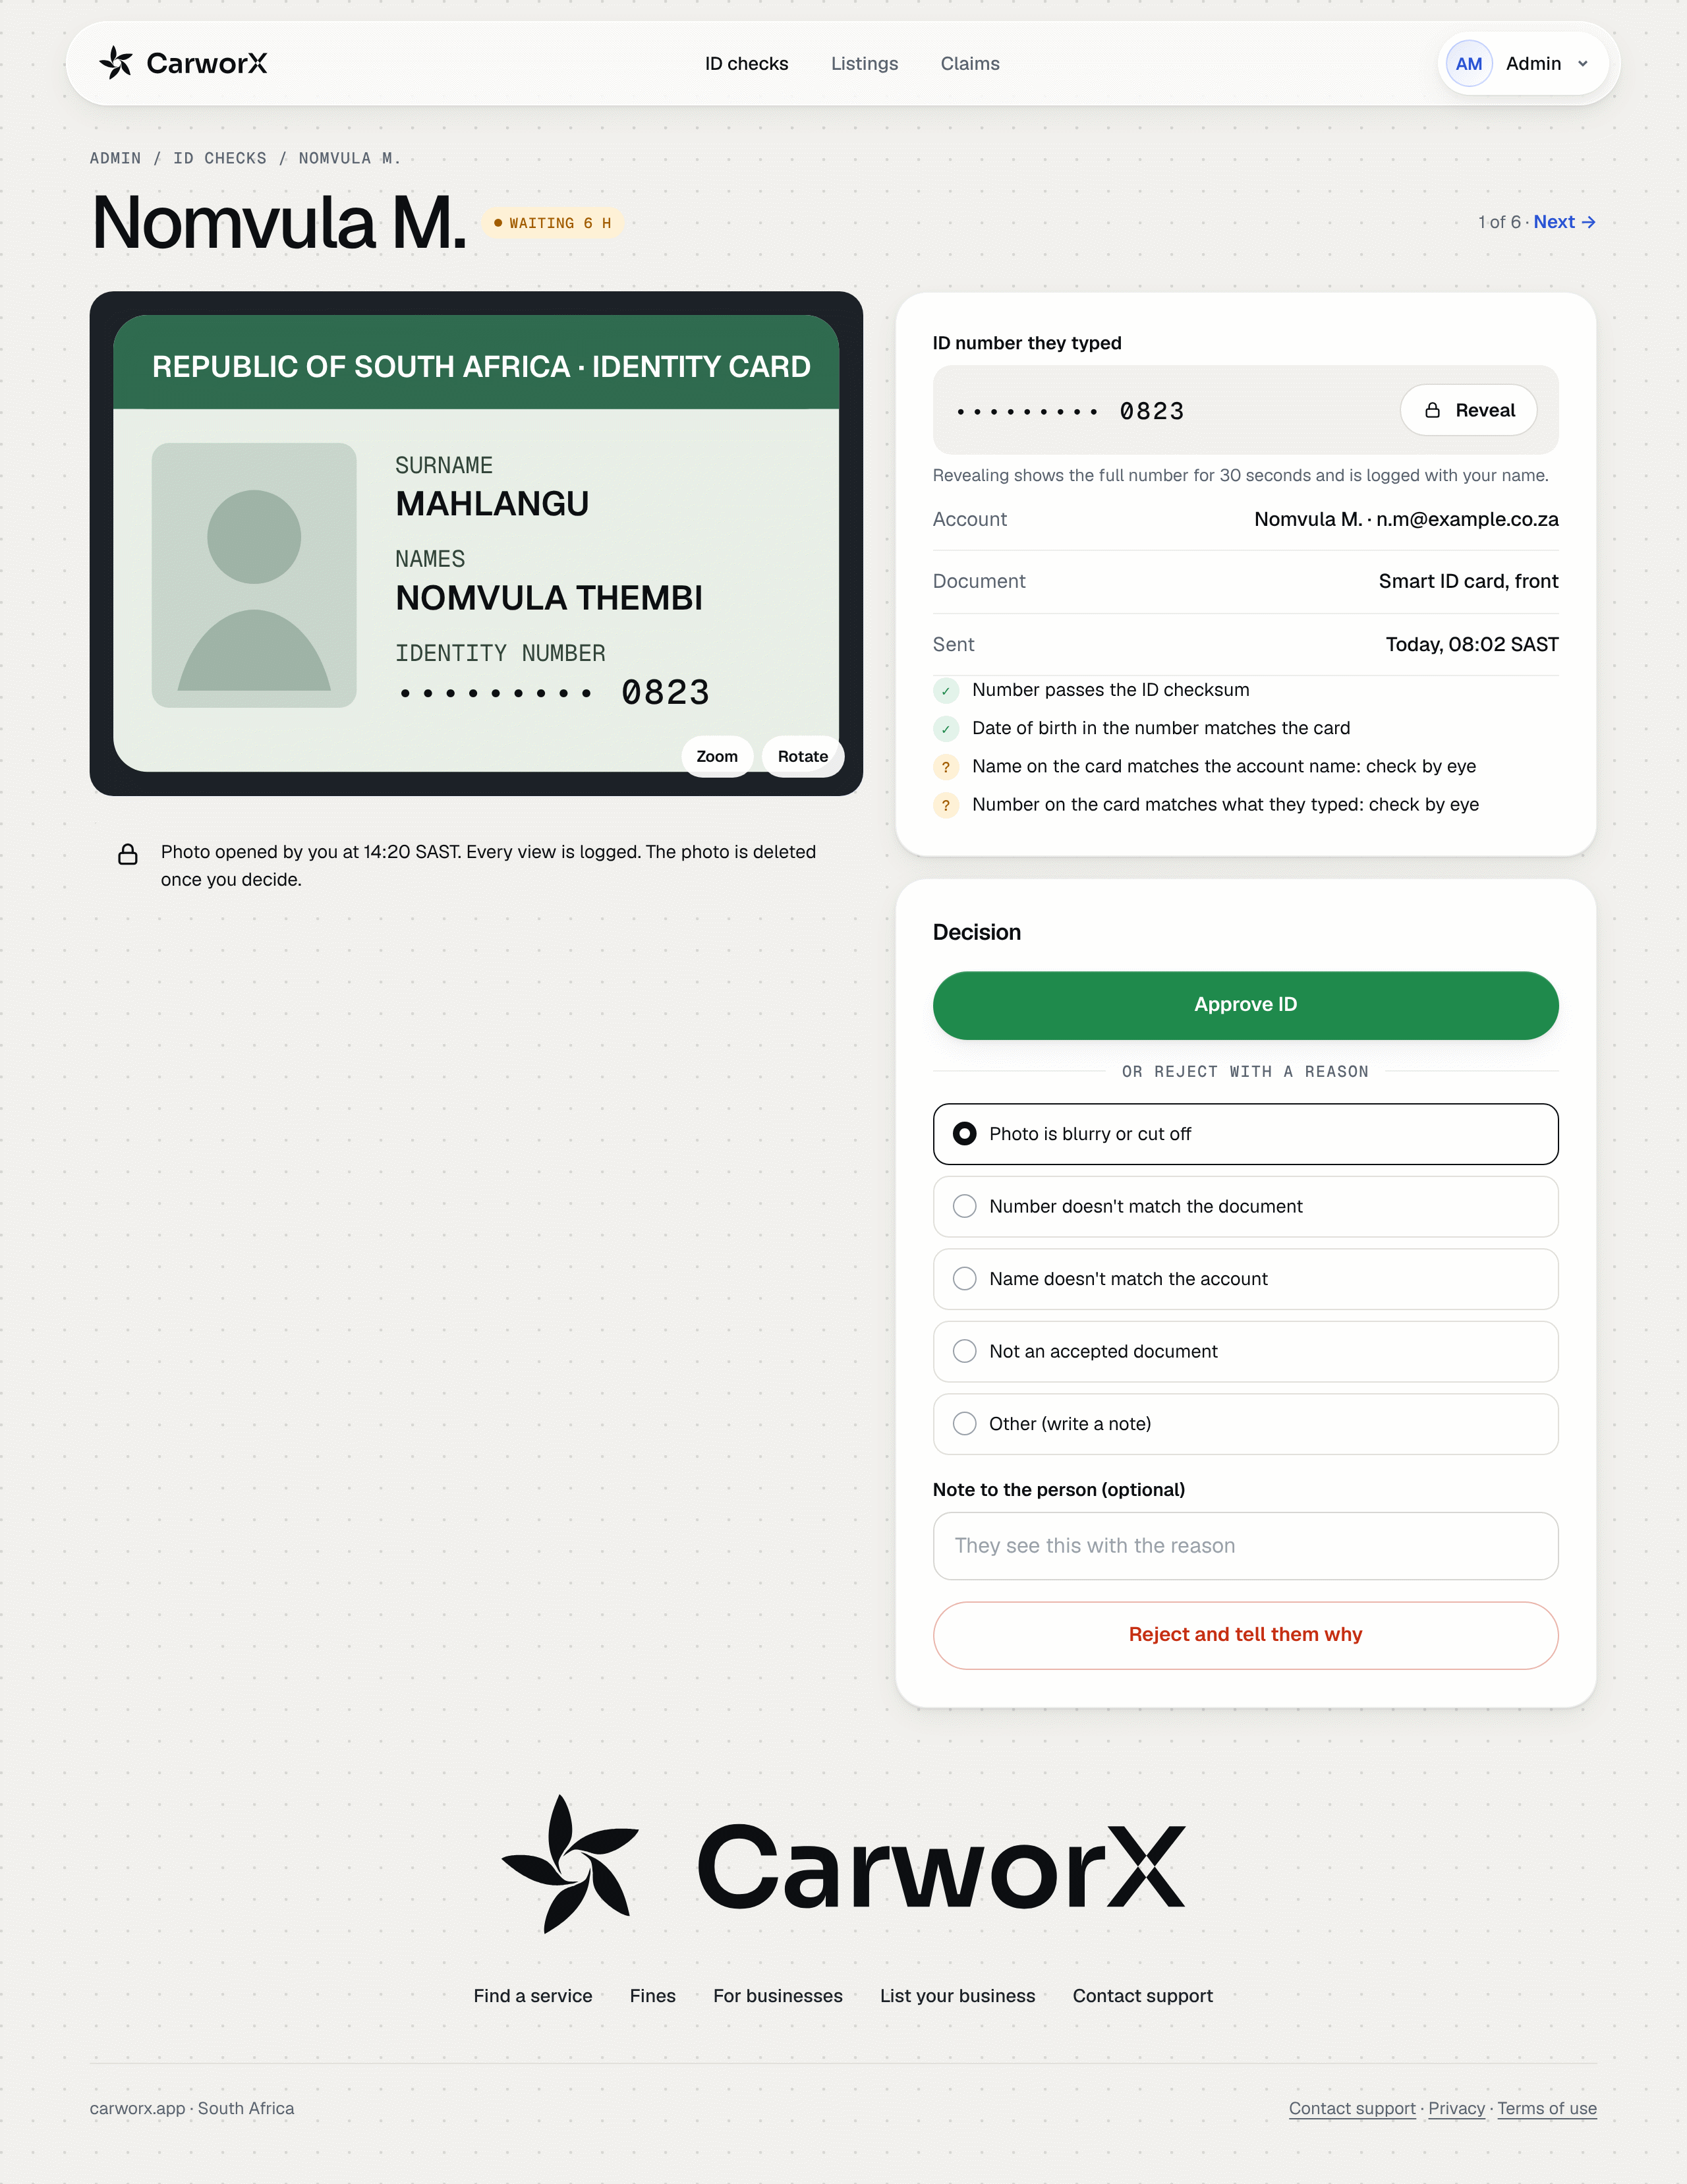 CarworX
ID checks
Listings
Claims
AM
Admin
ADMIN / ID CHECKS / NOMVULA M.
Nomvula M.
WAITING 6 H
1 of 6 · Next →
REPUBLIC OF SOUTH AFRICA · IDENTITY CARD
SURNAME
MAHLANGU
NAMES
NOMVULA THEMBI
IDENTITY NUMBER
••••••••• 0823
Zoom
Rotate
Photo opened by you at 14:20 SAST. Every view is logged. The photo is deleted
once you decide.
ID number they typed
••••••••• 0823
Reveal
Revealing shows the full number for 30 seconds and is logged with your name.
Account
Nomvula M. · n.m@example.co.za
Document
Smart ID card, front
Sent
Today, 08:02 SAST
✓ Number passes the ID checksum
✓ Date of birth in the number matches the card
? Name on the card matches the account name: check by eye
? Number on the card matches what they typed: check by eye
Decision
Approve ID
OR REJECT WITH A REASON
Photo is blurry or cut off
Number doesn't match the document
Name doesn't match the account
Not an accepted document
Other (write a note)
Note to the person (optional)
They see this with the reason
Reject and tell them why
CarworX
Find a service
Fines
For businesses
List your business
Contact support
carworx.app · South Africa
Contact support · Privacy · Terms of use